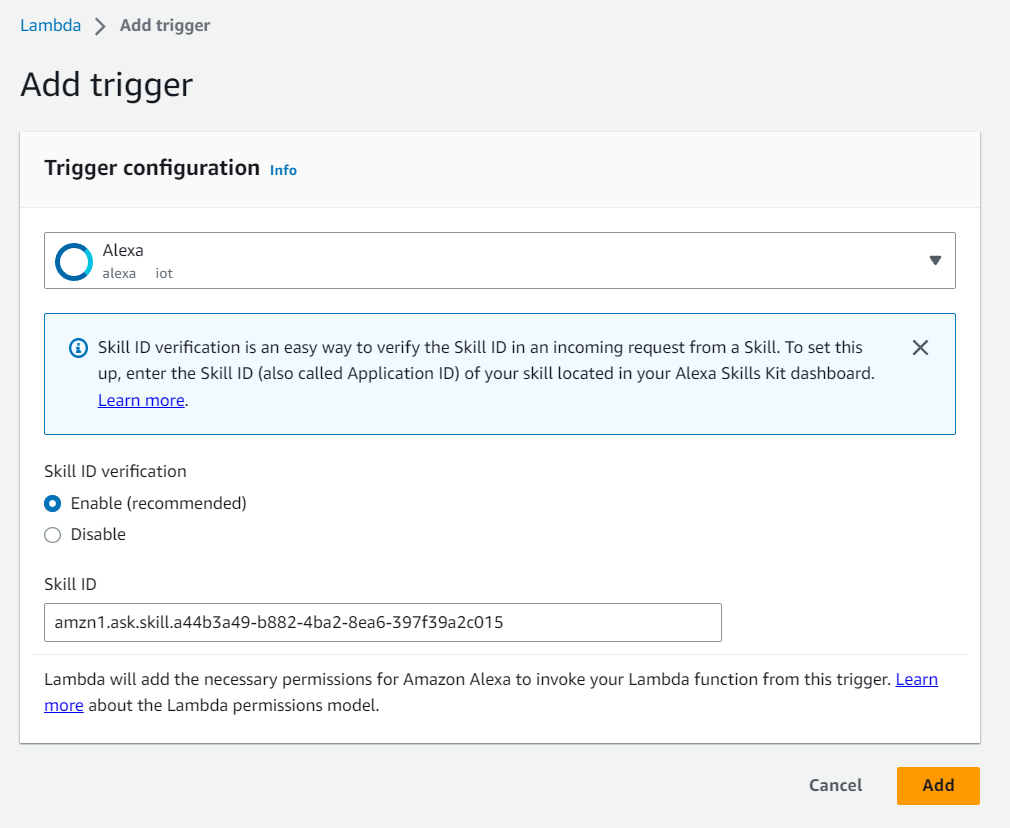 Lambda > Add trigger
Add trigger
Trigger configuration Info
Alexa
alexa iot
Skill ID verification is an easy way to verify the Skill ID in an incoming request from a Skill. To set this
up, enter the Skill ID (also called Application ID) of your skill located in your Alexa Skills Kit dashboard.
Learn more.
Skill ID verification
Enable (recommended)
Disable
Skill ID
amzn1.ask.skill.a44b3a49-b882-4ba2-8ea6-397f39a2c015
Lambda will add the necessary permissions for Amazon Alexa to invoke your Lambda function from this trigger. Learn
more about the Lambda permissions model.
Cancel Add